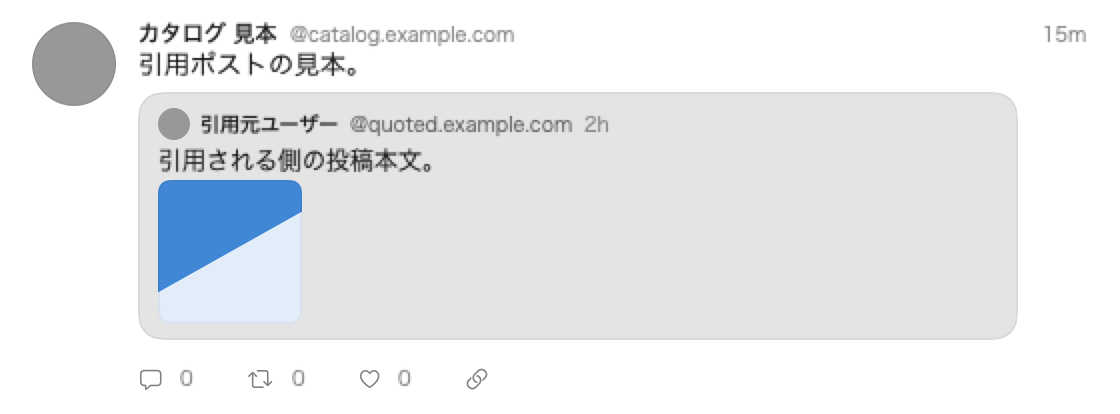 カタログ 見本 @catalog.example.com 15m
引用ポストの見本。
引用元ユーザー @quoted.example.com 2h
引用される側の投稿本文。
0 0 0